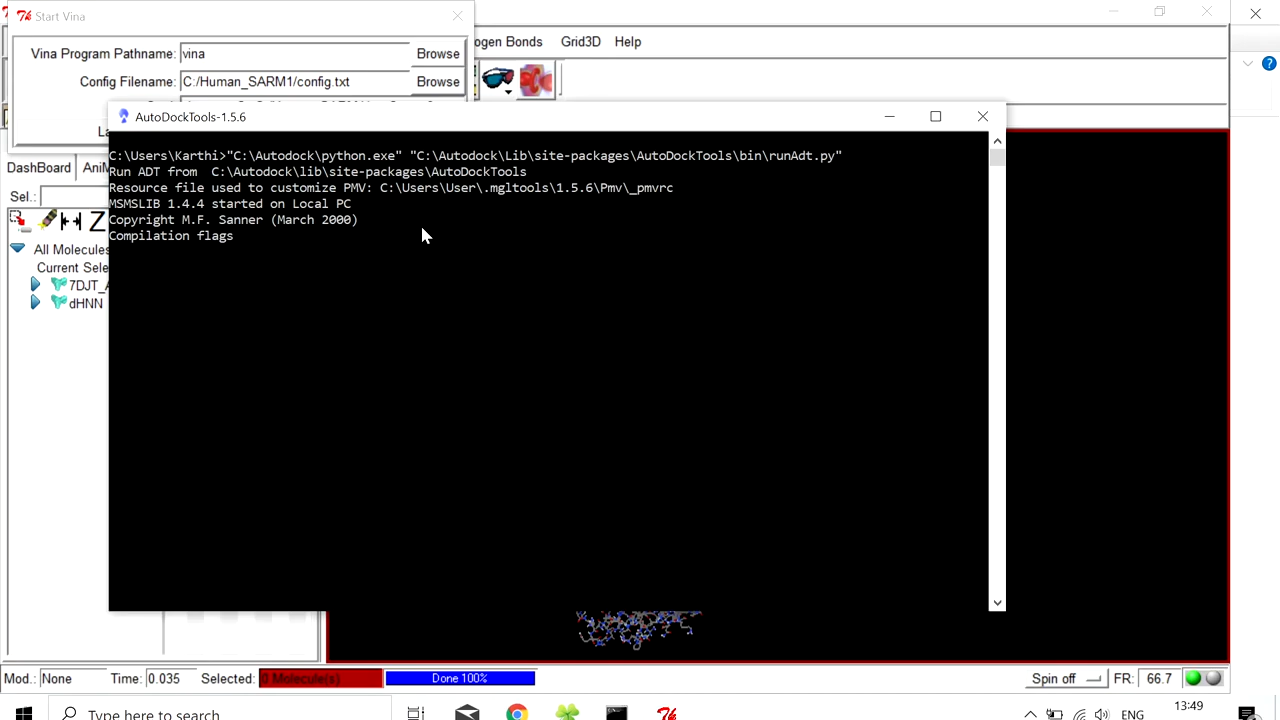 Start Vina
Vina Program Pathname: vina Browse
ogen Bonds Grid3D Help
Config Filename: C:/Human_SARM1/config.txt Browse
AutoDockTools-1.5.6
DashBoard
Sel.:
All Molecules
Current Sele
7DJT_A
dHNN
C:\Users\Karthi>"C:\Autodock\python.exe" "C:\Autodock\Lib\site-packages\AutoDockTools\bin\runAdt.py"
Run ADT from C:\Autodock\lib\site-packages\AutoDockTools
Resource file used to customize PMV: C:\Users\User\.mgltools\1.5.6\Pmv\_pmvrc
MSMSLIB 1.4.4 started on Local PC
Copyright M.F. Sanner (March 2000)
Compilation flags
Mod.: None Time: 0.035 Selected: 0 Molecule(s) Done 100% Spin off FR: 66.7
Type here to search ENG 13:49